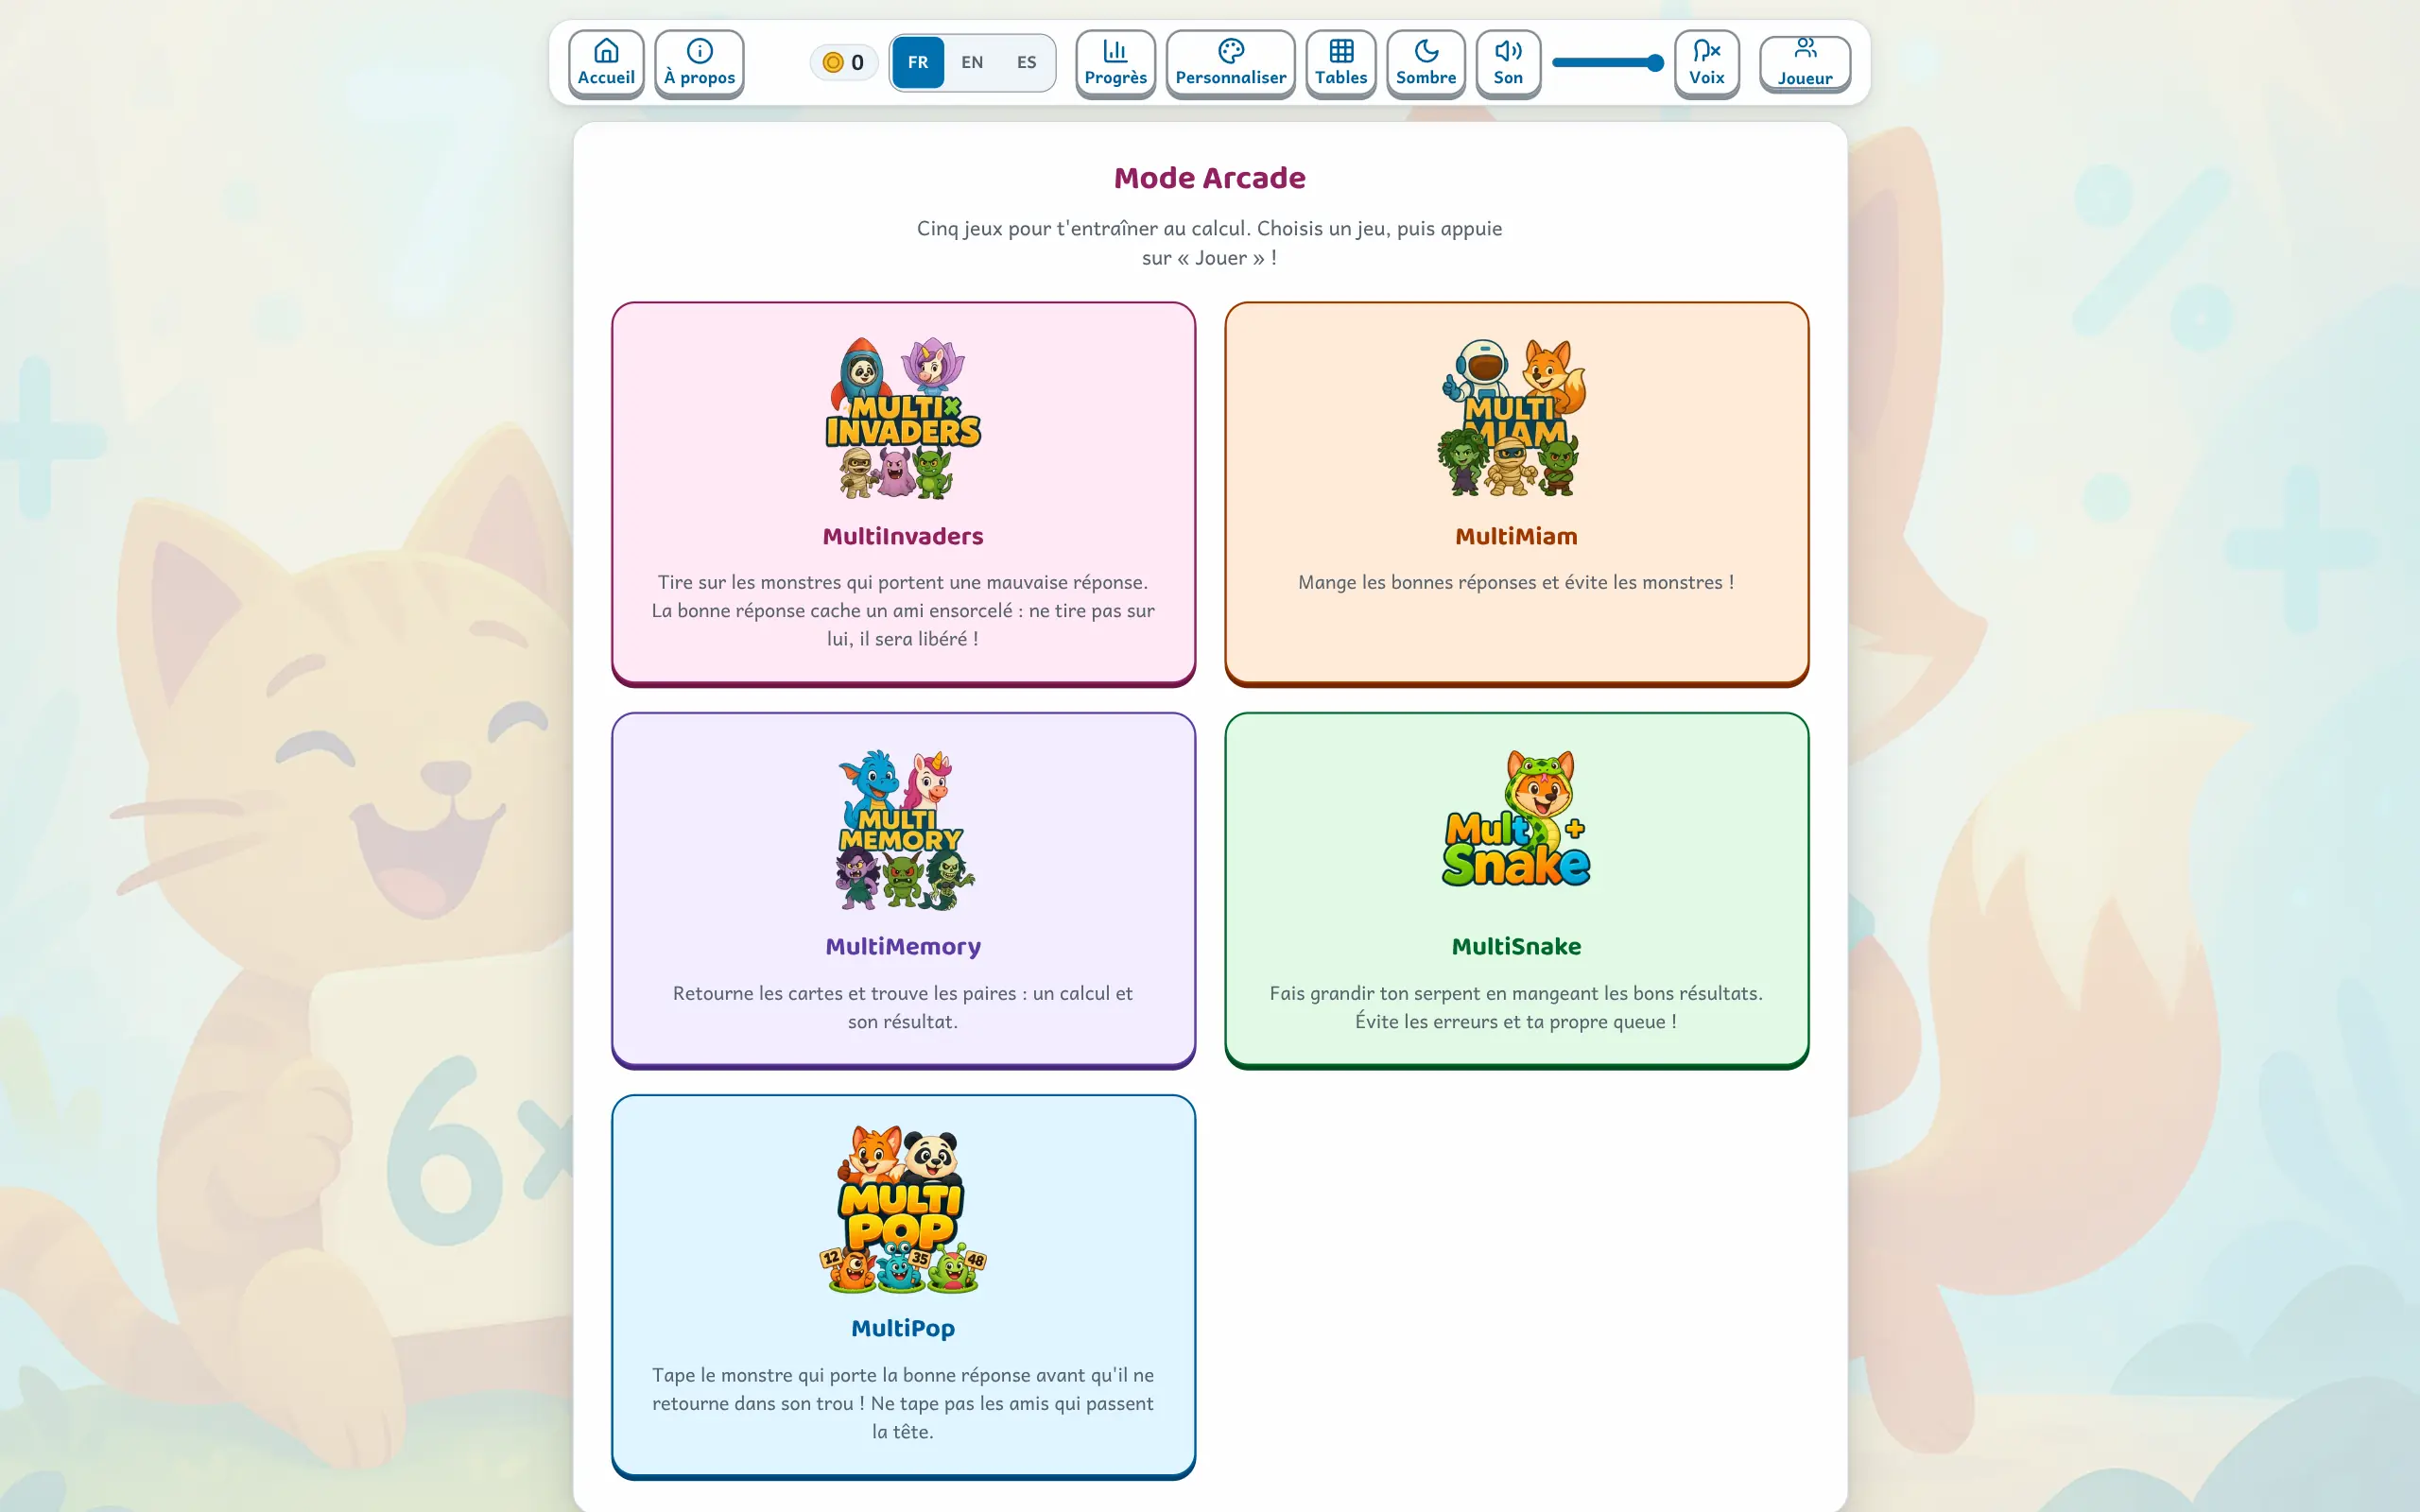 Accueil
À propos
0
FR
EN
ES
Progrès
Personnaliser
Tables
Sombre
Son
Voix
Joueur
Mode Arcade
Cinq jeux pour t'entraîner au calcul. Choisis un jeu, puis appuie
sur « Jouer » !
MULTI
INVADERS
MultiInvaders
Tire sur les monstres qui portent une mauvaise réponse.
La bonne réponse cache un ami ensorcelé : ne tire pas sur
lui, il sera libéré !
MULTI
MIAM
MultiMiam
Mange les bonnes réponses et évite les monstres !
MULTI
MEMORY
MultiMemory
Retourne les cartes et trouve les paires : un calcul et
son résultat.
Multi +
Snake
MultiSnake
Fais grandir ton serpent en mangeant les bons résultats.
Évite les erreurs et ta propre queue !
MULTI
POP
12 35 48
MultiPop
Tape le monstre qui porte la bonne réponse avant qu'il ne
retourne dans son trou ! Ne tape pas les amis qui passent
la tête.
7
%
+
+
6×